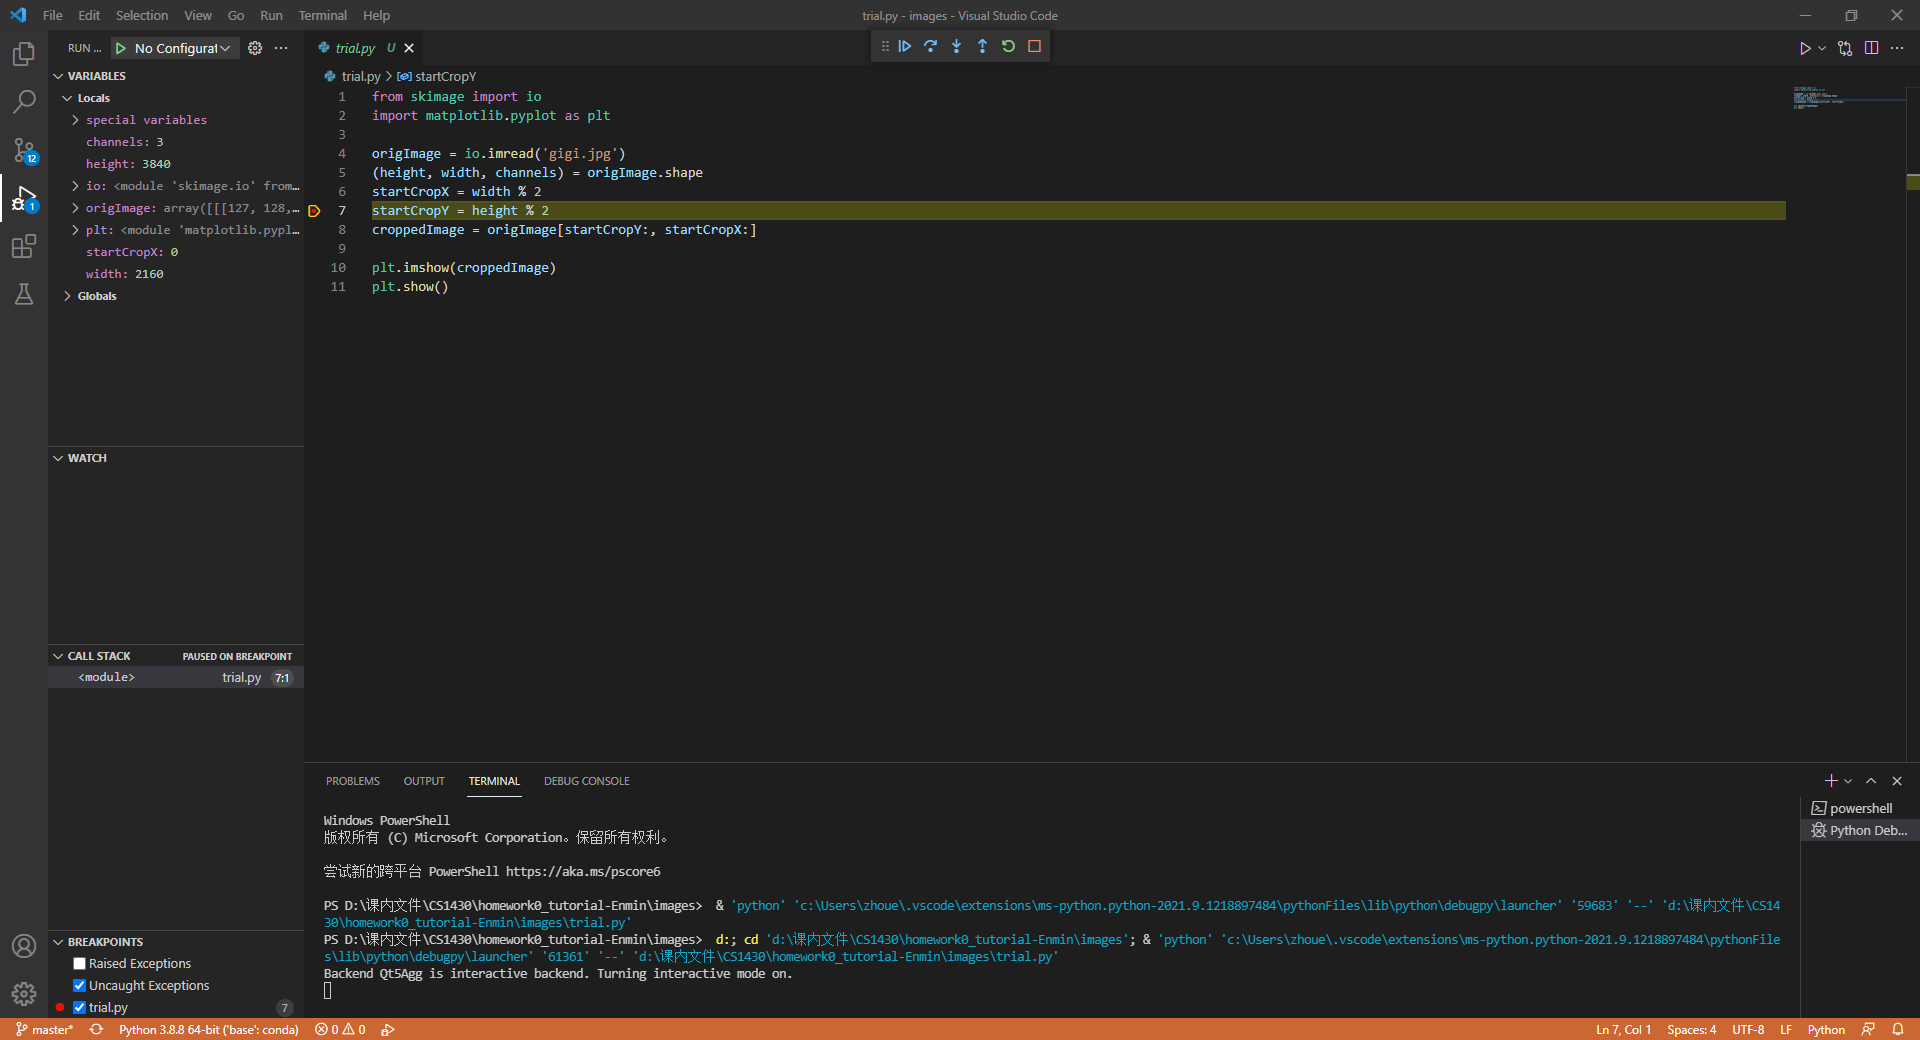 File Edit Selection View Go Run Terminal Help
trial.py - images - Visual Studio Code
RUN ... No Configurat
trial.py U
VARIABLES
Locals
special variables
channels: 3
height: 3840
io: <module 'skimage.io' from...
origImage: array([[[127, 128,...
plt: <module 'matplotlib.pypl...
startCropX: 0
width: 2160
Globals
trial.py > startCropY
1 from skimage import io
2 import matplotlib.pyplot as plt
3
4 origImage = io.imread('gigi.jpg')
5 (height, width, channels) = origImage.shape
6 startCropX = width % 2
7 startCropY = height % 2
8 croppedImage = origImage[startCropY:, startCropX:]
9
10 plt.imshow(croppedImage)
11 plt.show()
12
1
WATCH
CALL STACK PAUSED ON BREAKPOINT
<module> trial.py 7:1
BREAKPOINTS
Raised Exceptions
Uncaught Exceptions
trial.py 7
PROBLEMS OUTPUT TERMINAL DEBUG CONSOLE
Windows PowerShell
版权所有 (C) Microsoft Corporation。保留所有权利。
尝试新的跨平台 PowerShell https://aka.ms/pscore6
PS D:\课内文件\CS1430\homework0_tutorial-Enmin\images> & 'python' 'c:\Users\zhoue\.vscode\extensions\ms-python.python-2021.9.1218897484\pythonFiles\lib\python\debugpy\launcher' '59683' '--' 'd:\课内文件\CS14
30\homework0_tutorial-Enmin\images\trial.py'
PS D:\课内文件\CS1430\homework0_tutorial-Enmin\images> d:; cd 'd:\课内文件\CS1430\homework0_tutorial-Enmin\images'; & 'python' 'c:\Users\zhoue\.vscode\extensions\ms-python.python-2021.9.1218897484\pythonFile
s\lib\python\debugpy\launcher' '61361' '--' 'd:\课内文件\CS1430\homework0_tutorial-Enmin\images\trial.py'
Backend Qt5Agg is interactive backend. Turning interactive mode on.
powershell
Python Deb...
master* Python 3.8.8 64-bit ('base': conda) 0 0
Ln 7, Col 1 Spaces: 4 UTF-8 LF Python